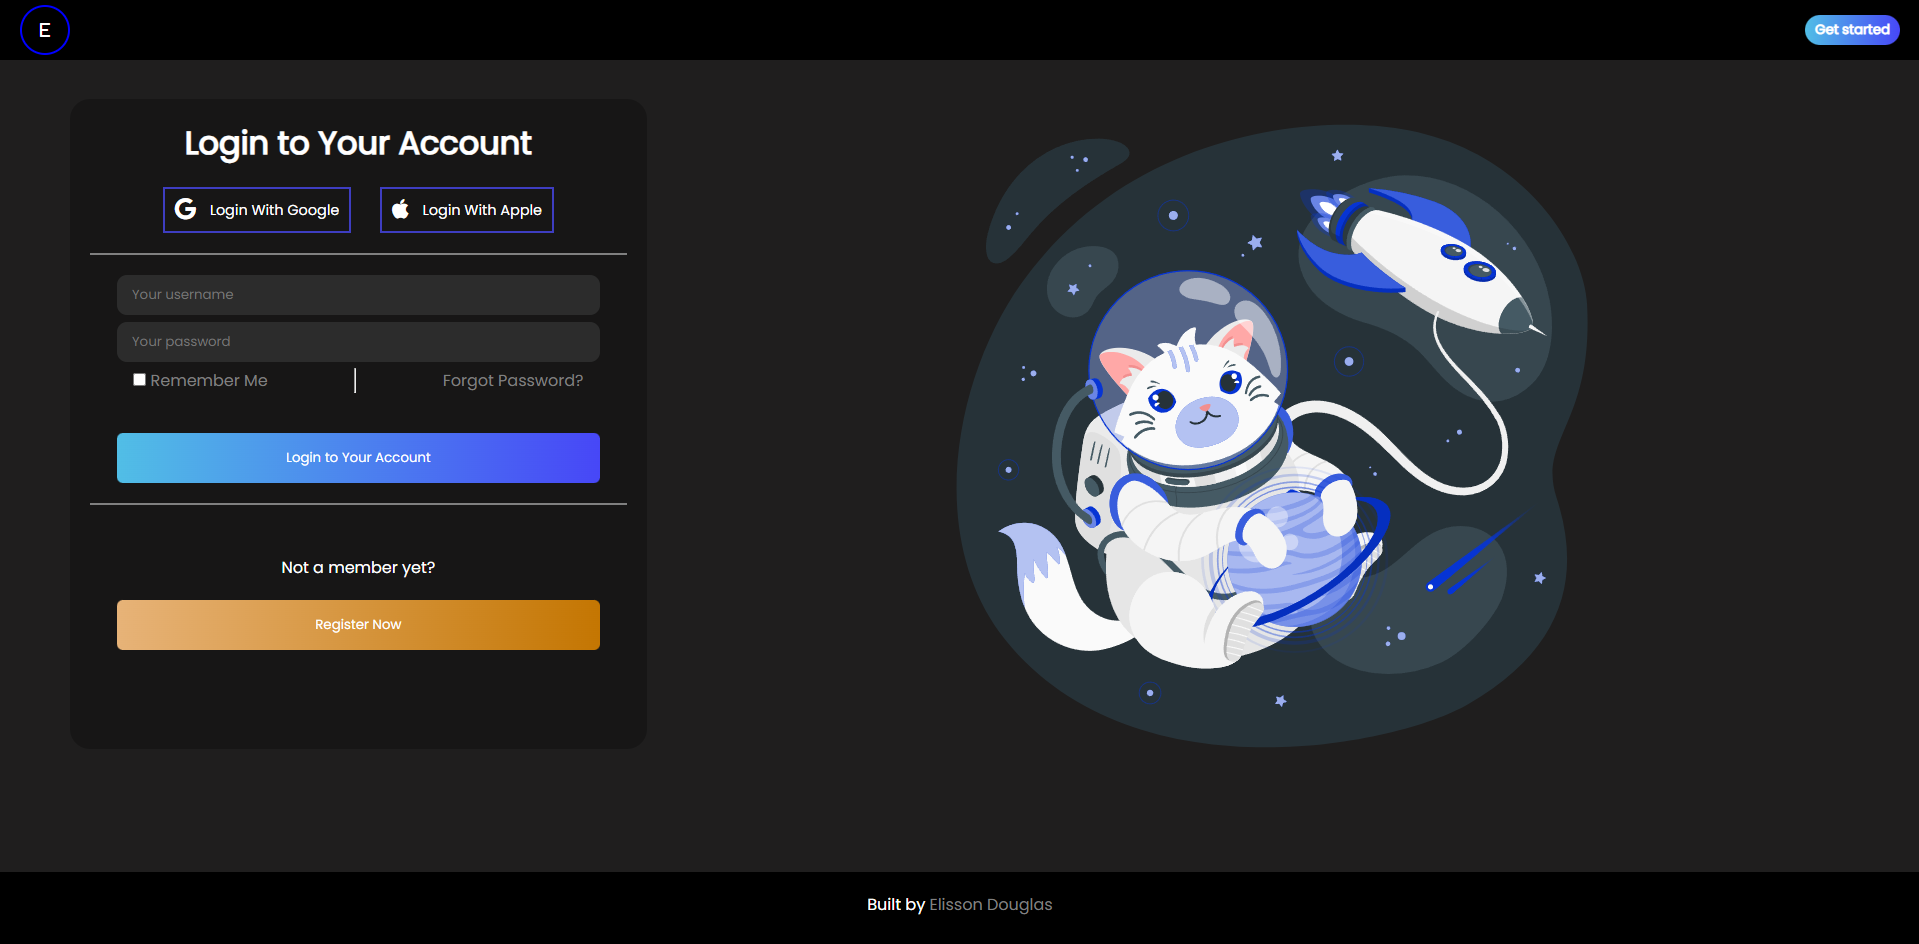 E
Get started
Login to Your Account
Login With Google
Login With Apple
Your username
Your password
Remember Me
Forgot Password?
Login to Your Account
Not a member yet?
Register Now
Built by Elisson Douglas